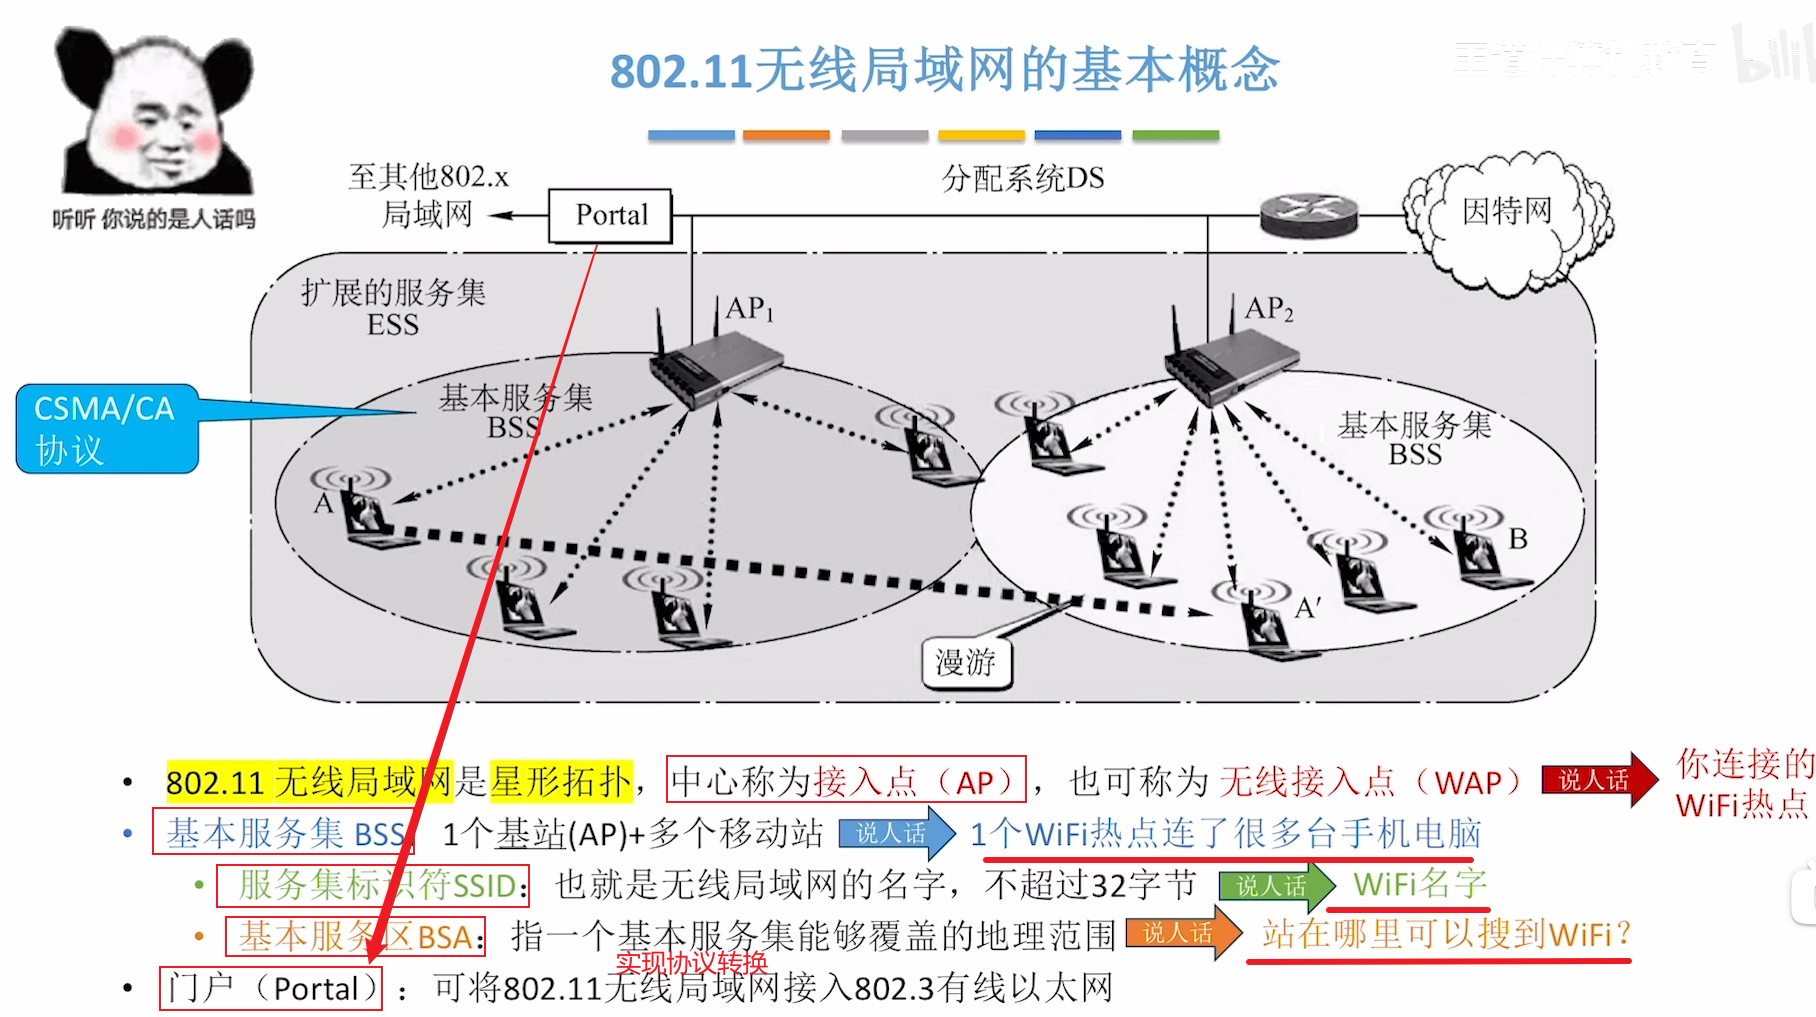 王道计算机教育
bilibili
802.11无线局域网的基本概念
听听 你说的是人话吗
至其他802.x
局域网
Portal
分配系统DS
因特网
扩展的服务集
ESS
AP₁
AP₂
CSMA/CA
协议
基本服务集
BSS
基本服务集
BSS
A
B
A′
漫游
• 802.11 无线局域网是星形拓扑，中心称为接入点（AP），也可称为 无线接入点（WAP） 说人话 你连接的
WiFi热点
• 基本服务集 BSS： 1个基站(AP)+多个移动站 说人话 1个WiFi热点连了很多台手机电脑
• 服务集标识符SSID： 也就是无线局域网的名字，不超过32字节 说人话 WiFi名字
• 基本服务区BSA： 指一个基本服务集能够覆盖的地理范围 说人话 站在哪里可以搜到WiFi？
实现协议转换
• 门户（Portal）：可将802.11无线局域网接入802.3有线以太网